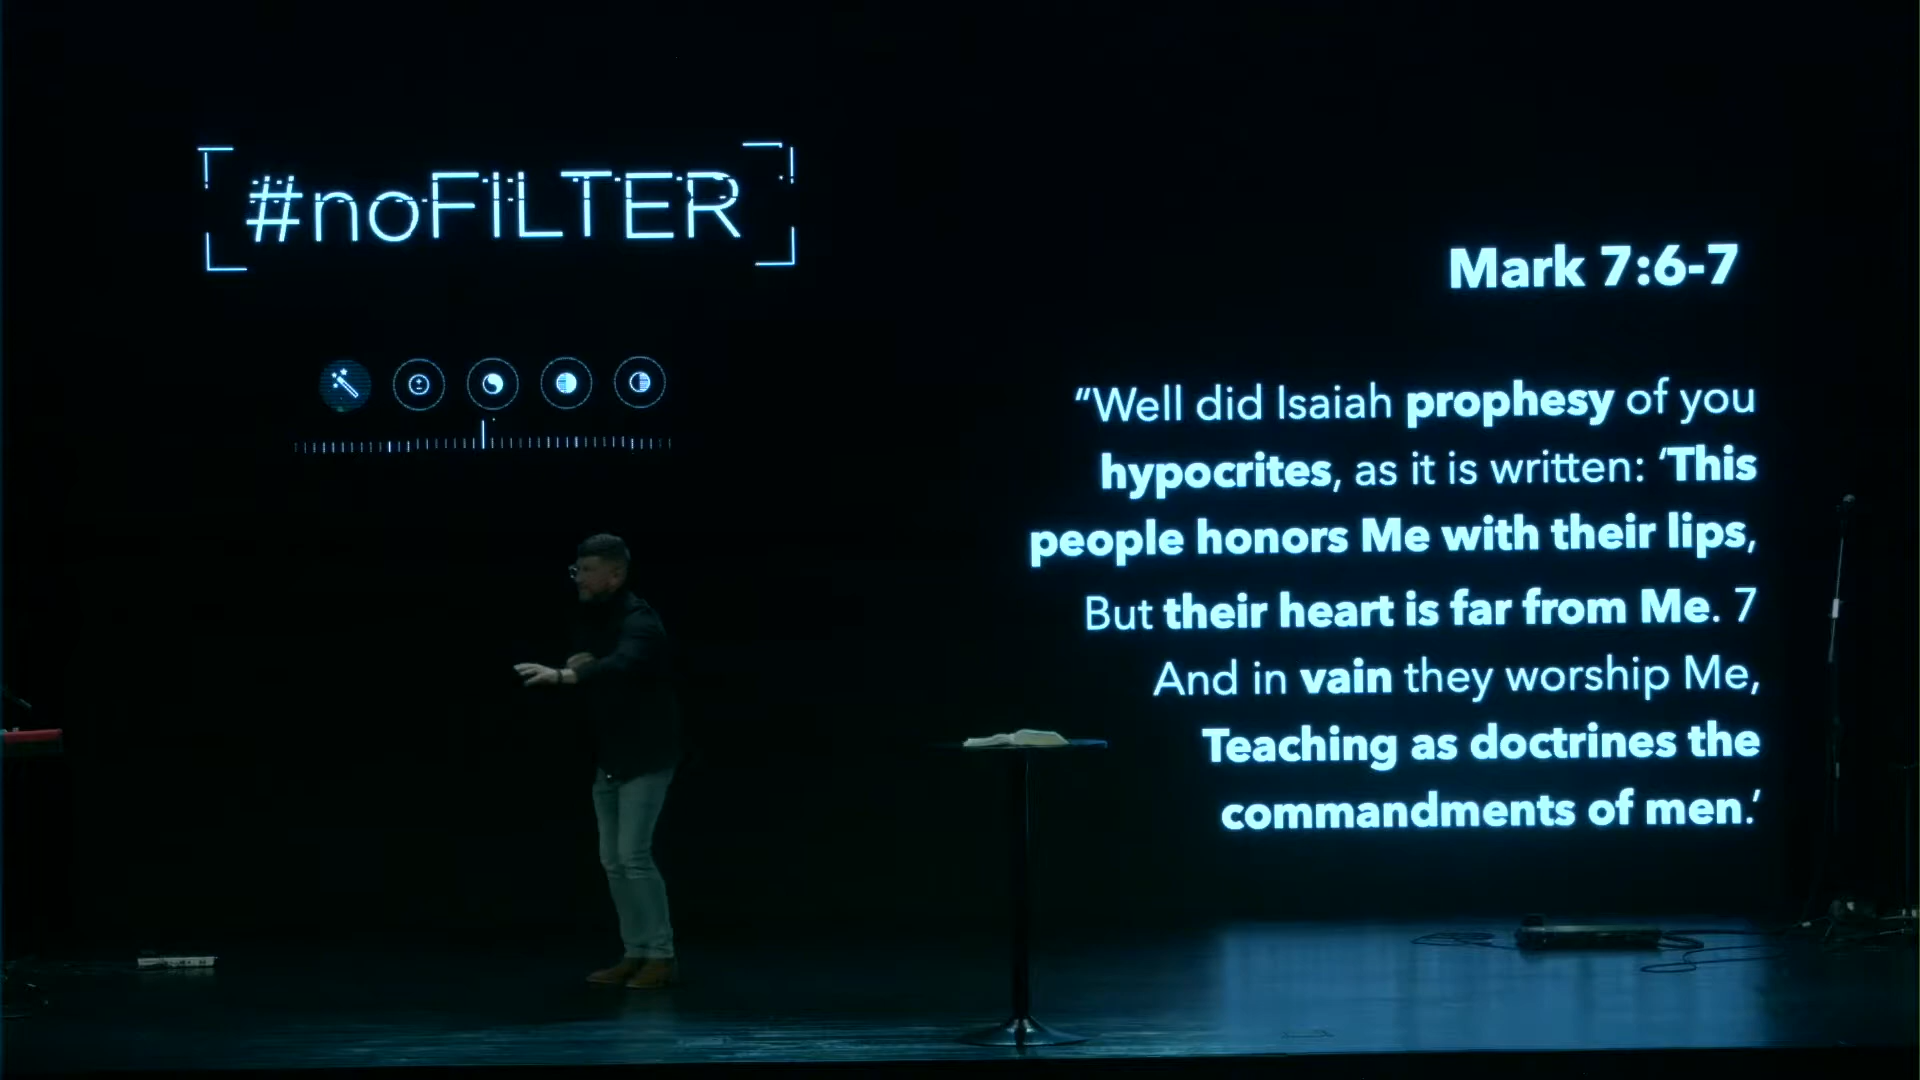 #noFILTER
Mark 7:6-7
“Well did Isaiah prophesy of you
hypocrites, as it is written: ‘This
people honors Me with their lips,
But their heart is far from Me. 7
And in vain they worship Me,
Teaching as doctrines the
commandments of men.’